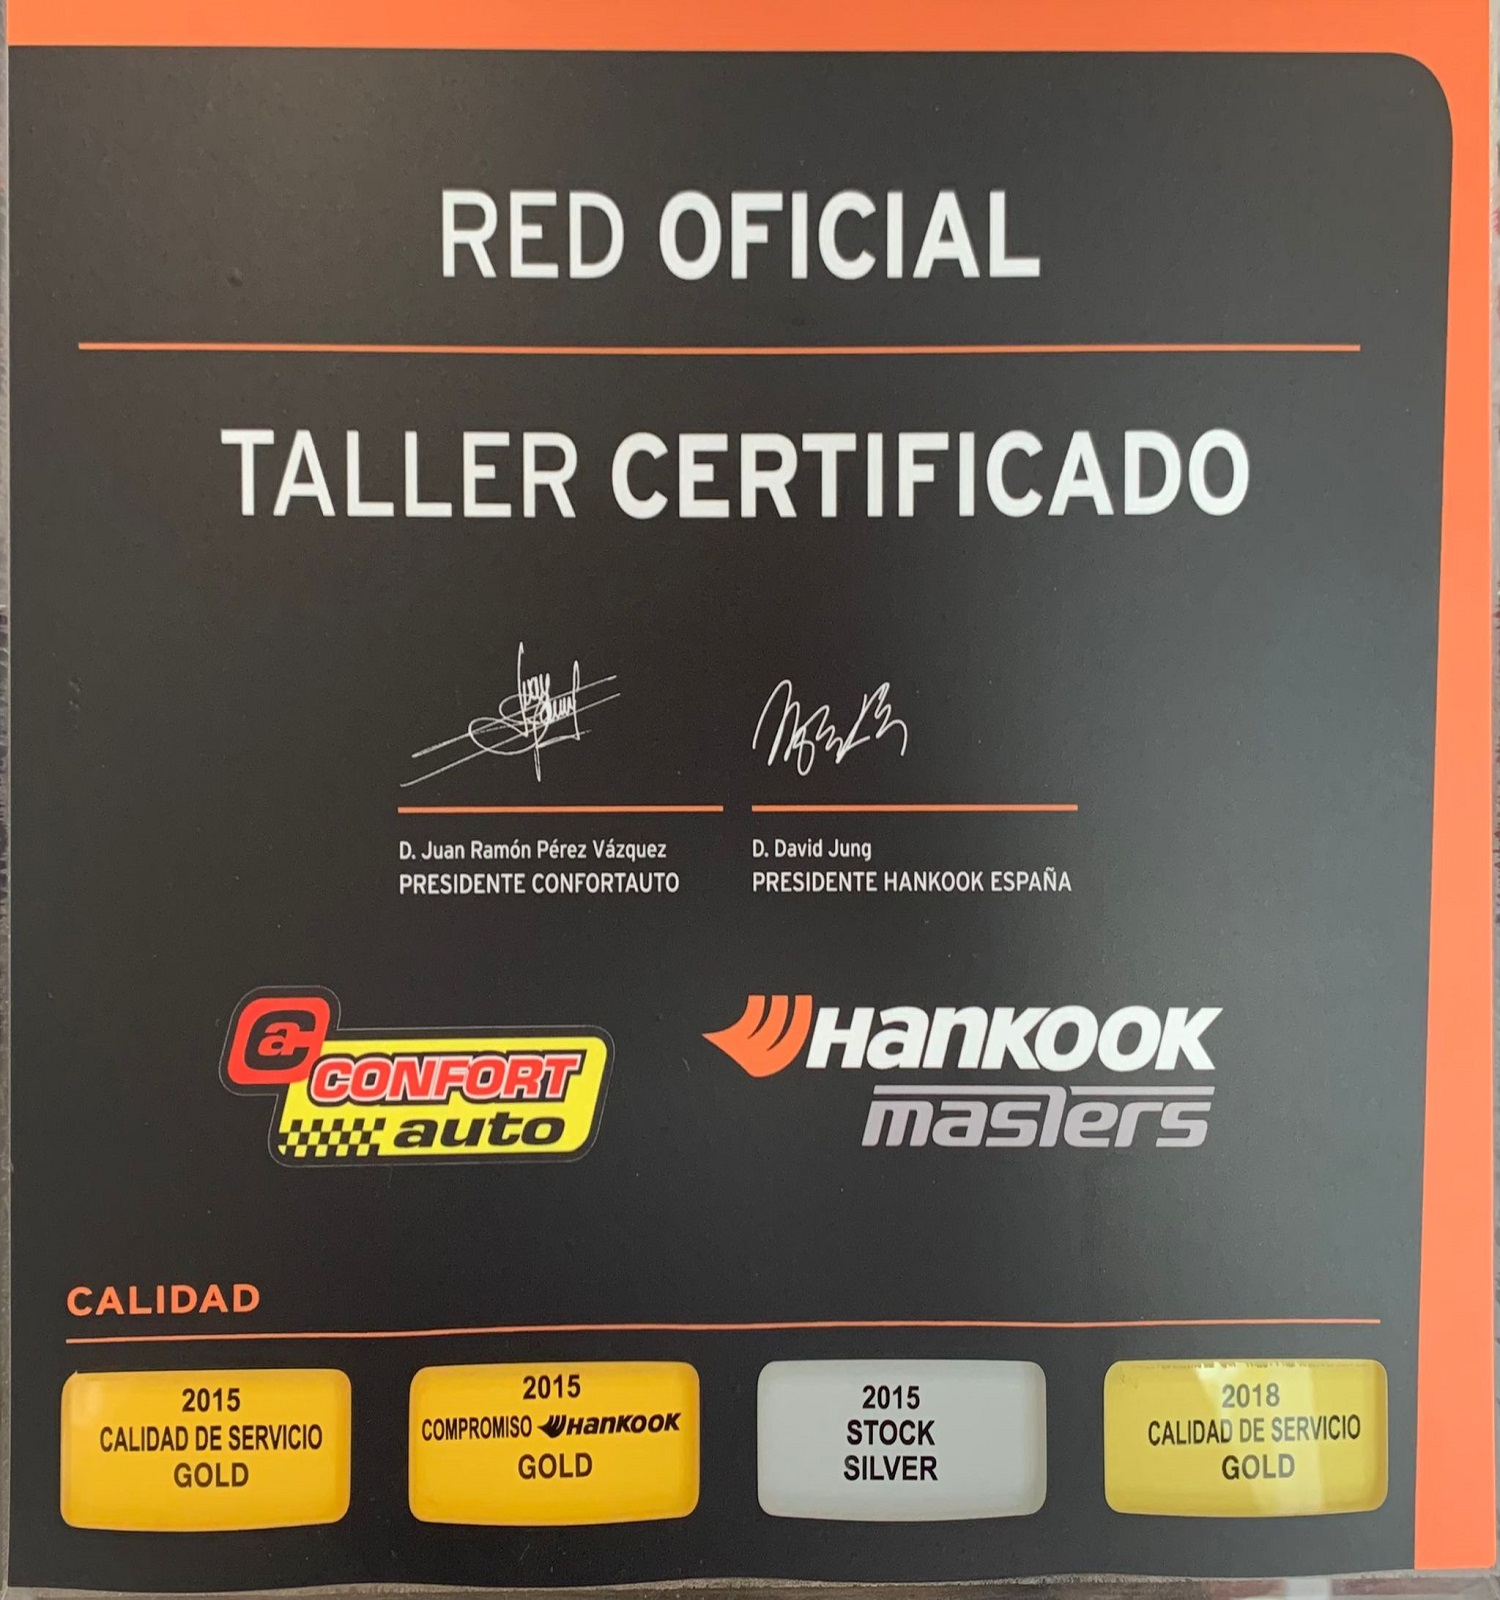 RED OFICIAL
TALLER CERTIFICADO
D. Juan Ramón Pérez Vázquez
PRESIDENTE CONFORTAUTO
D. David Jung
PRESIDENTE HANKOOK ESPAÑA
CONFORT
auto
HANKOOK
masters
CALIDAD
2015
CALIDAD DE SERVICIO
GOLD
2015
COMPROMISO HANKOOK
GOLD
2015
STOCK
SILVER
2018
CALIDAD DE SERVICIO
GOLD